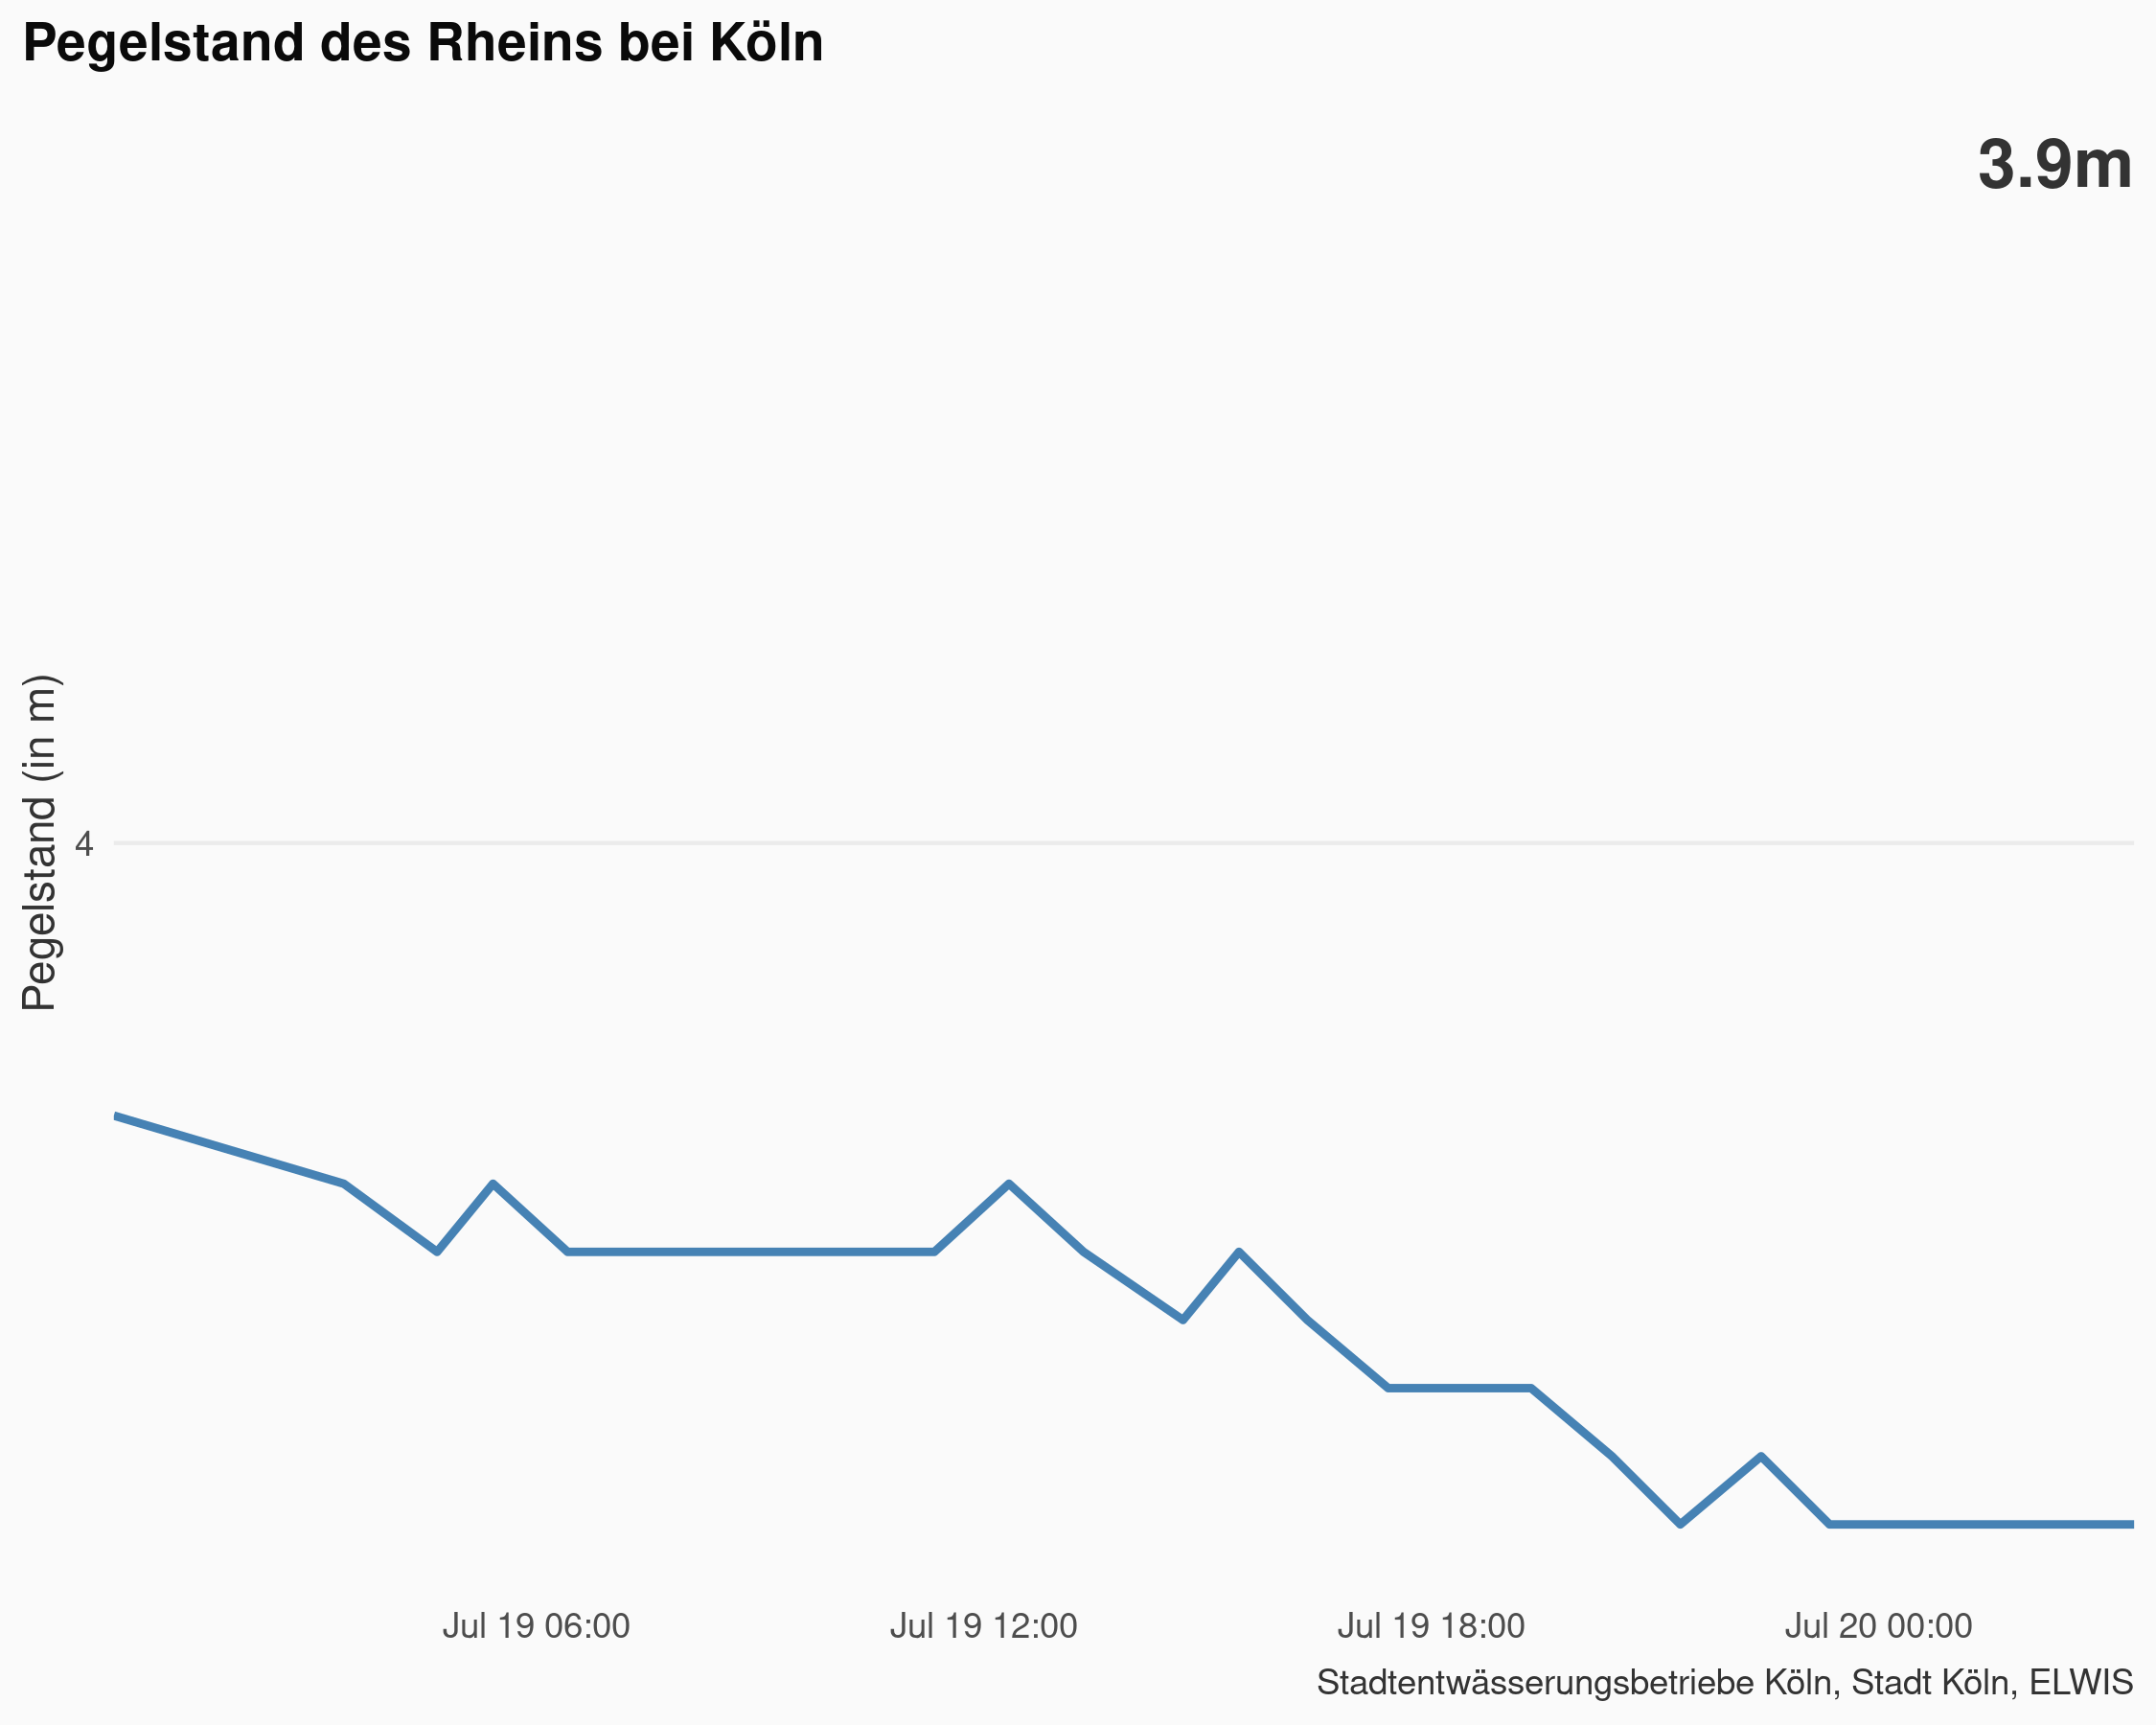 Pegelstand des Rheins bei Köln
3.9m
Pegelstand (in m)
4
Jul 19 06:00
Jul 19 12:00
Jul 19 18:00
Jul 20 00:00
Stadtentwässerungsbetriebe Köln, Stadt Köln, ELWIS